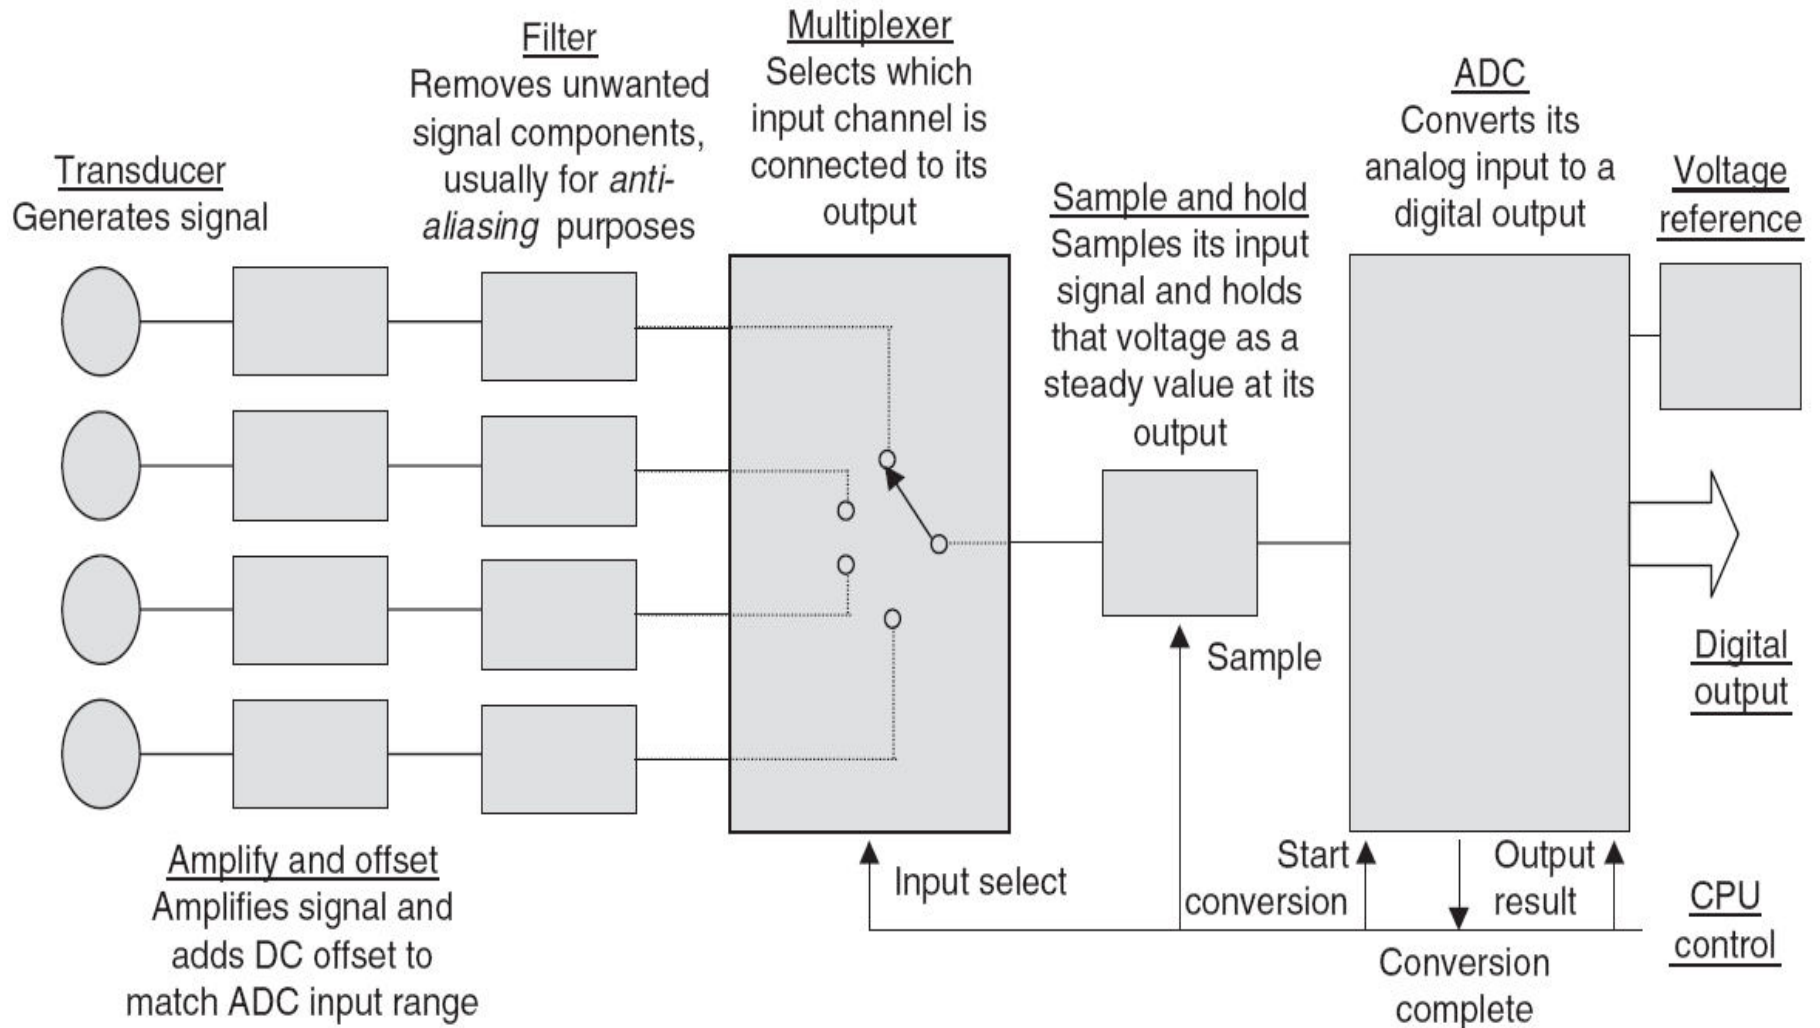 Transducer
Generates signal
Filter
Removes unwanted
signal components,
usually for anti-
aliasing purposes
Multiplexer
Selects which
input channel is
connected to its
output
Sample and hold
Samples its input
signal and holds
that voltage as a
steady value at its
output
ADC
Converts its
analog input to a
digital output
Voltage
reference
Digital
output
Sample
Amplify and offset
Amplifies signal and
adds DC offset to
match ADC input range
Input select
Start
conversion
Output
result
Conversion
complete
CPU
control